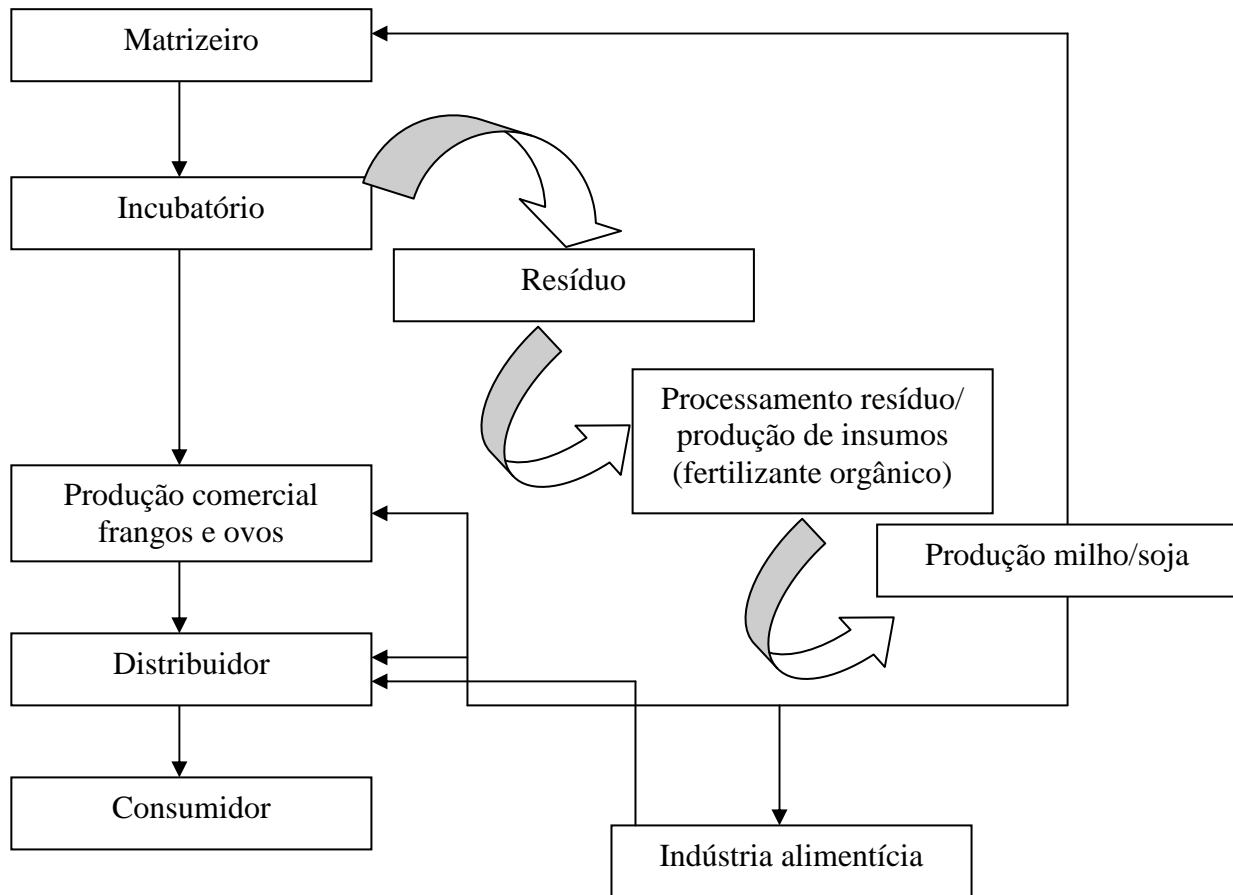 Matrizeiro
Incubatório
Resíduo
Processamento resíduo/
produção de insumos
(fertilizante orgânico)
Produção comercial
frangos e ovos
Produção milho/soja
Distribuidor
Consumidor
Indústria alimentícia